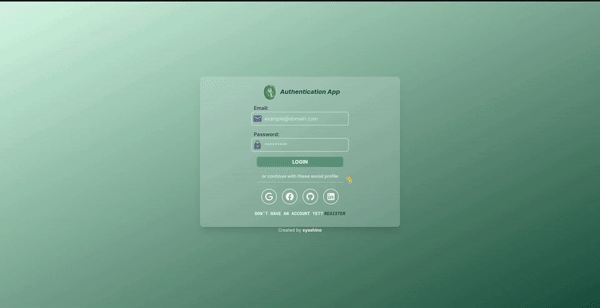 Authentication App
Email:
example@domain.com
Password:
LOGIN
or continue with these social profile
DON'T HAVE AN ACCOUNT YET? REGISTER
Created by